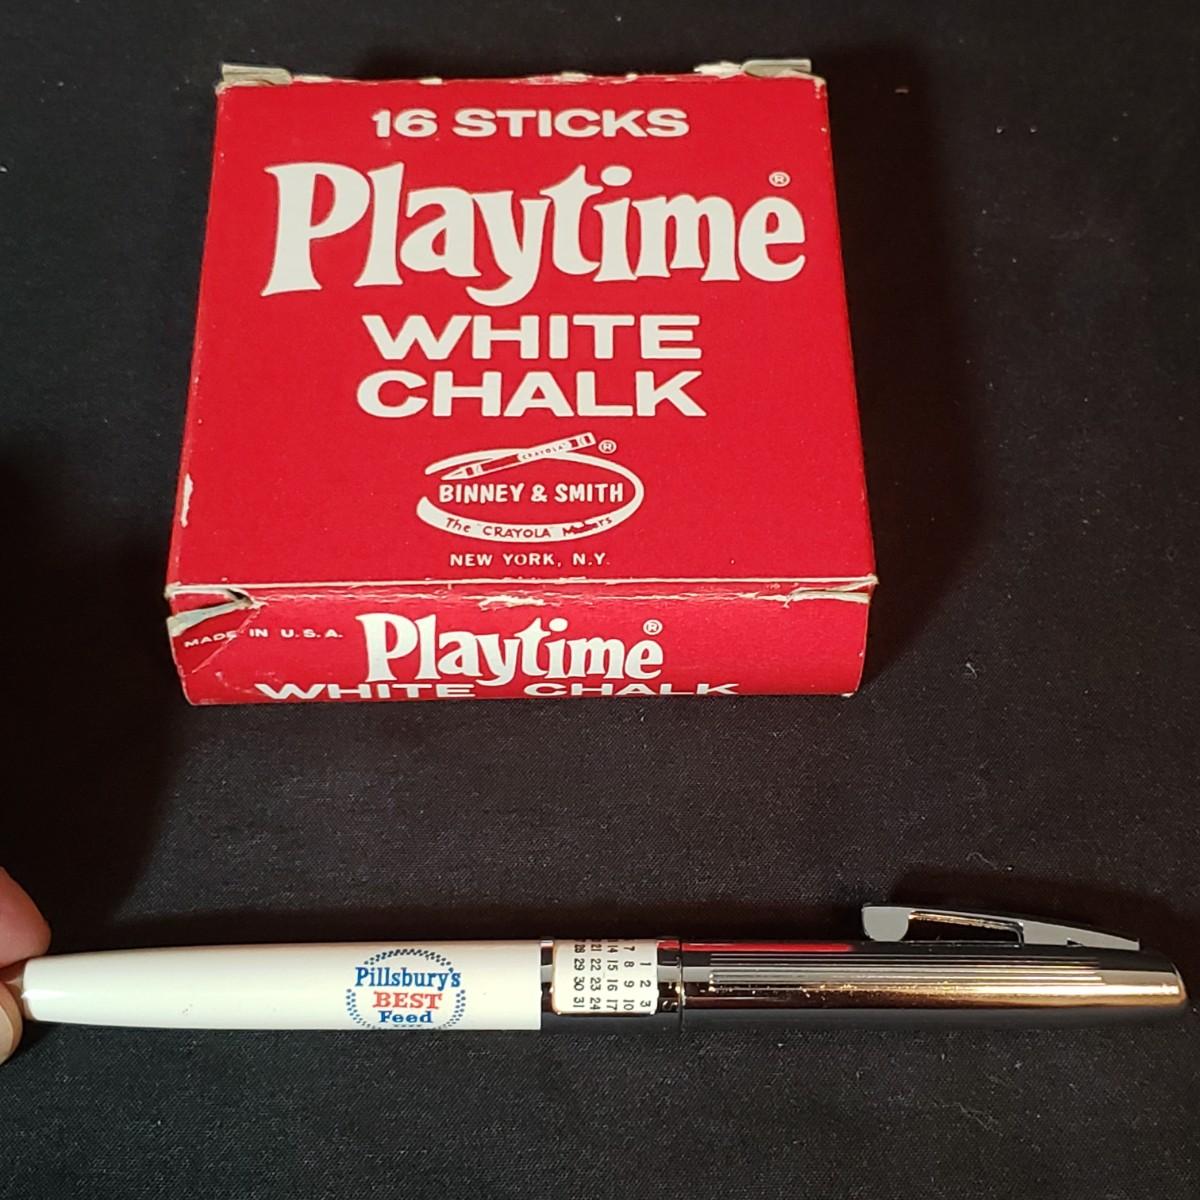 16 STICKS
Playtime®
WHITE
CHALK
CRAYOLA ®
BINNEY & SMITH
The "CRAYOLA" Makers
NEW YORK, N.Y.
MADE IN U.S.A.
Playtime®
WHITE CHALK
Pillsbury's
BEST
Feed
1 2 3
7 8 9 10
14 15 16 17
21 22 23 24
28 29 30 31